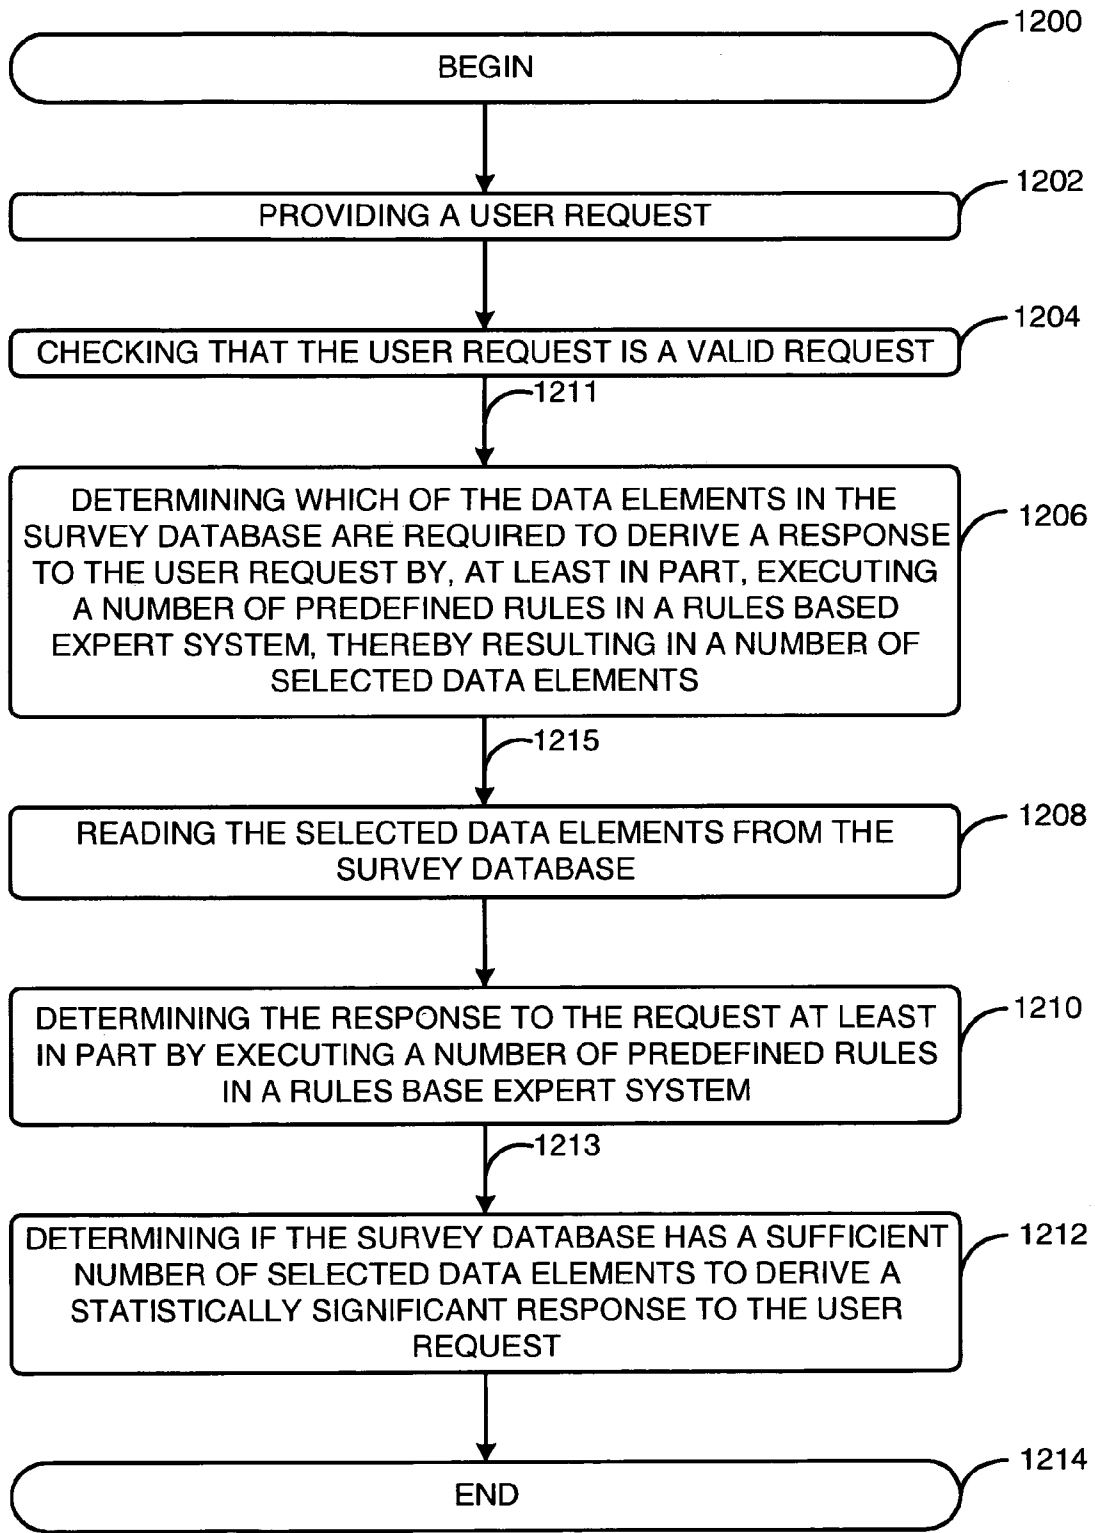 1200
BEGIN
1202
PROVIDING A USER REQUEST
1204
CHECKING THAT THE USER REQUEST IS A VALID REQUEST
1211
DETERMINING WHICH OF THE DATA ELEMENTS IN THE
SURVEY DATABASE ARE REQUIRED TO DERIVE A RESPONSE
TO THE USER REQUEST BY, AT LEAST IN PART, EXECUTING
A NUMBER OF PREDEFINED RULES IN A RULES BASED
EXPERT SYSTEM, THEREBY RESULTING IN A NUMBER OF
SELECTED DATA ELEMENTS
1206
1215
READING THE SELECTED DATA ELEMENTS FROM THE
SURVEY DATABASE
1208
DETERMINING THE RESPONSE TO THE REQUEST AT LEAST
IN PART BY EXECUTING A NUMBER OF PREDEFINED RULES
IN A RULES BASE EXPERT SYSTEM
1210
1213
DETERMINING IF THE SURVEY DATABASE HAS A SUFFICIENT
NUMBER OF SELECTED DATA ELEMENTS TO DERIVE A
STATISTICALLY SIGNIFICANT RESPONSE TO THE USER
REQUEST
1212
END
1214